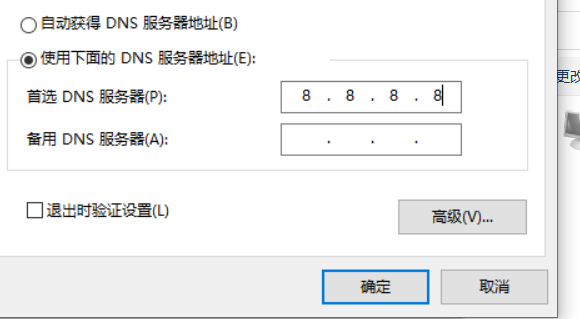 自动获得 DNS 服务器地址(B)
使用下面的 DNS 服务器地址(E):
首选 DNS 服务器(P):
8 . 8 . 8 . 8
备用 DNS 服务器(A):
. . .
退出时验证设置(L)
高级(V)...
确定
取消
更改